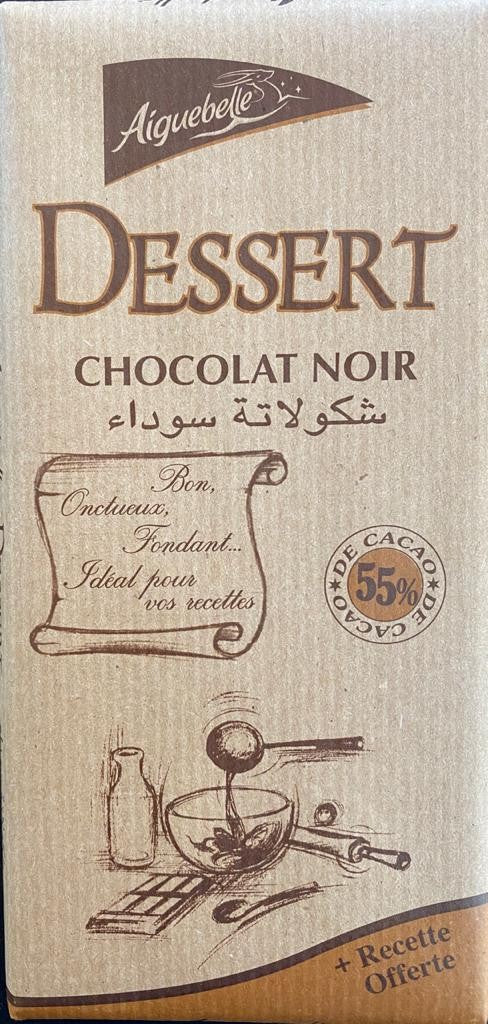 Aiguebelle
DESSERT
CHOCOLAT NOIR
شكولاتة سوداء
Bon,
Onctueux,
Fondant...
Idéal pour
vos recettes
DE CACAO
55%
DE CACAO
+ Recette
Offerte